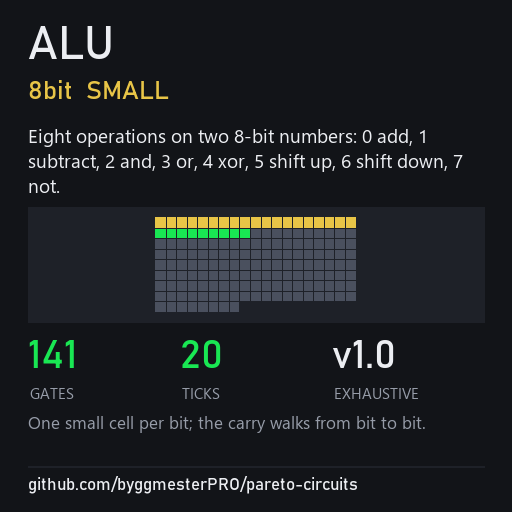 ALU
8bit SMALL
Eight operations on two 8-bit numbers: 0 add, 1
subtract, 2 and, 3 or, 4 xor, 5 shift up, 6 shift down, 7
not.
141 20 v1.0
GATES TICKS EXHAUSTIVE
One small cell per bit; the carry walks from bit to bit.
github.com/byggmesterPRO/pareto-circuits